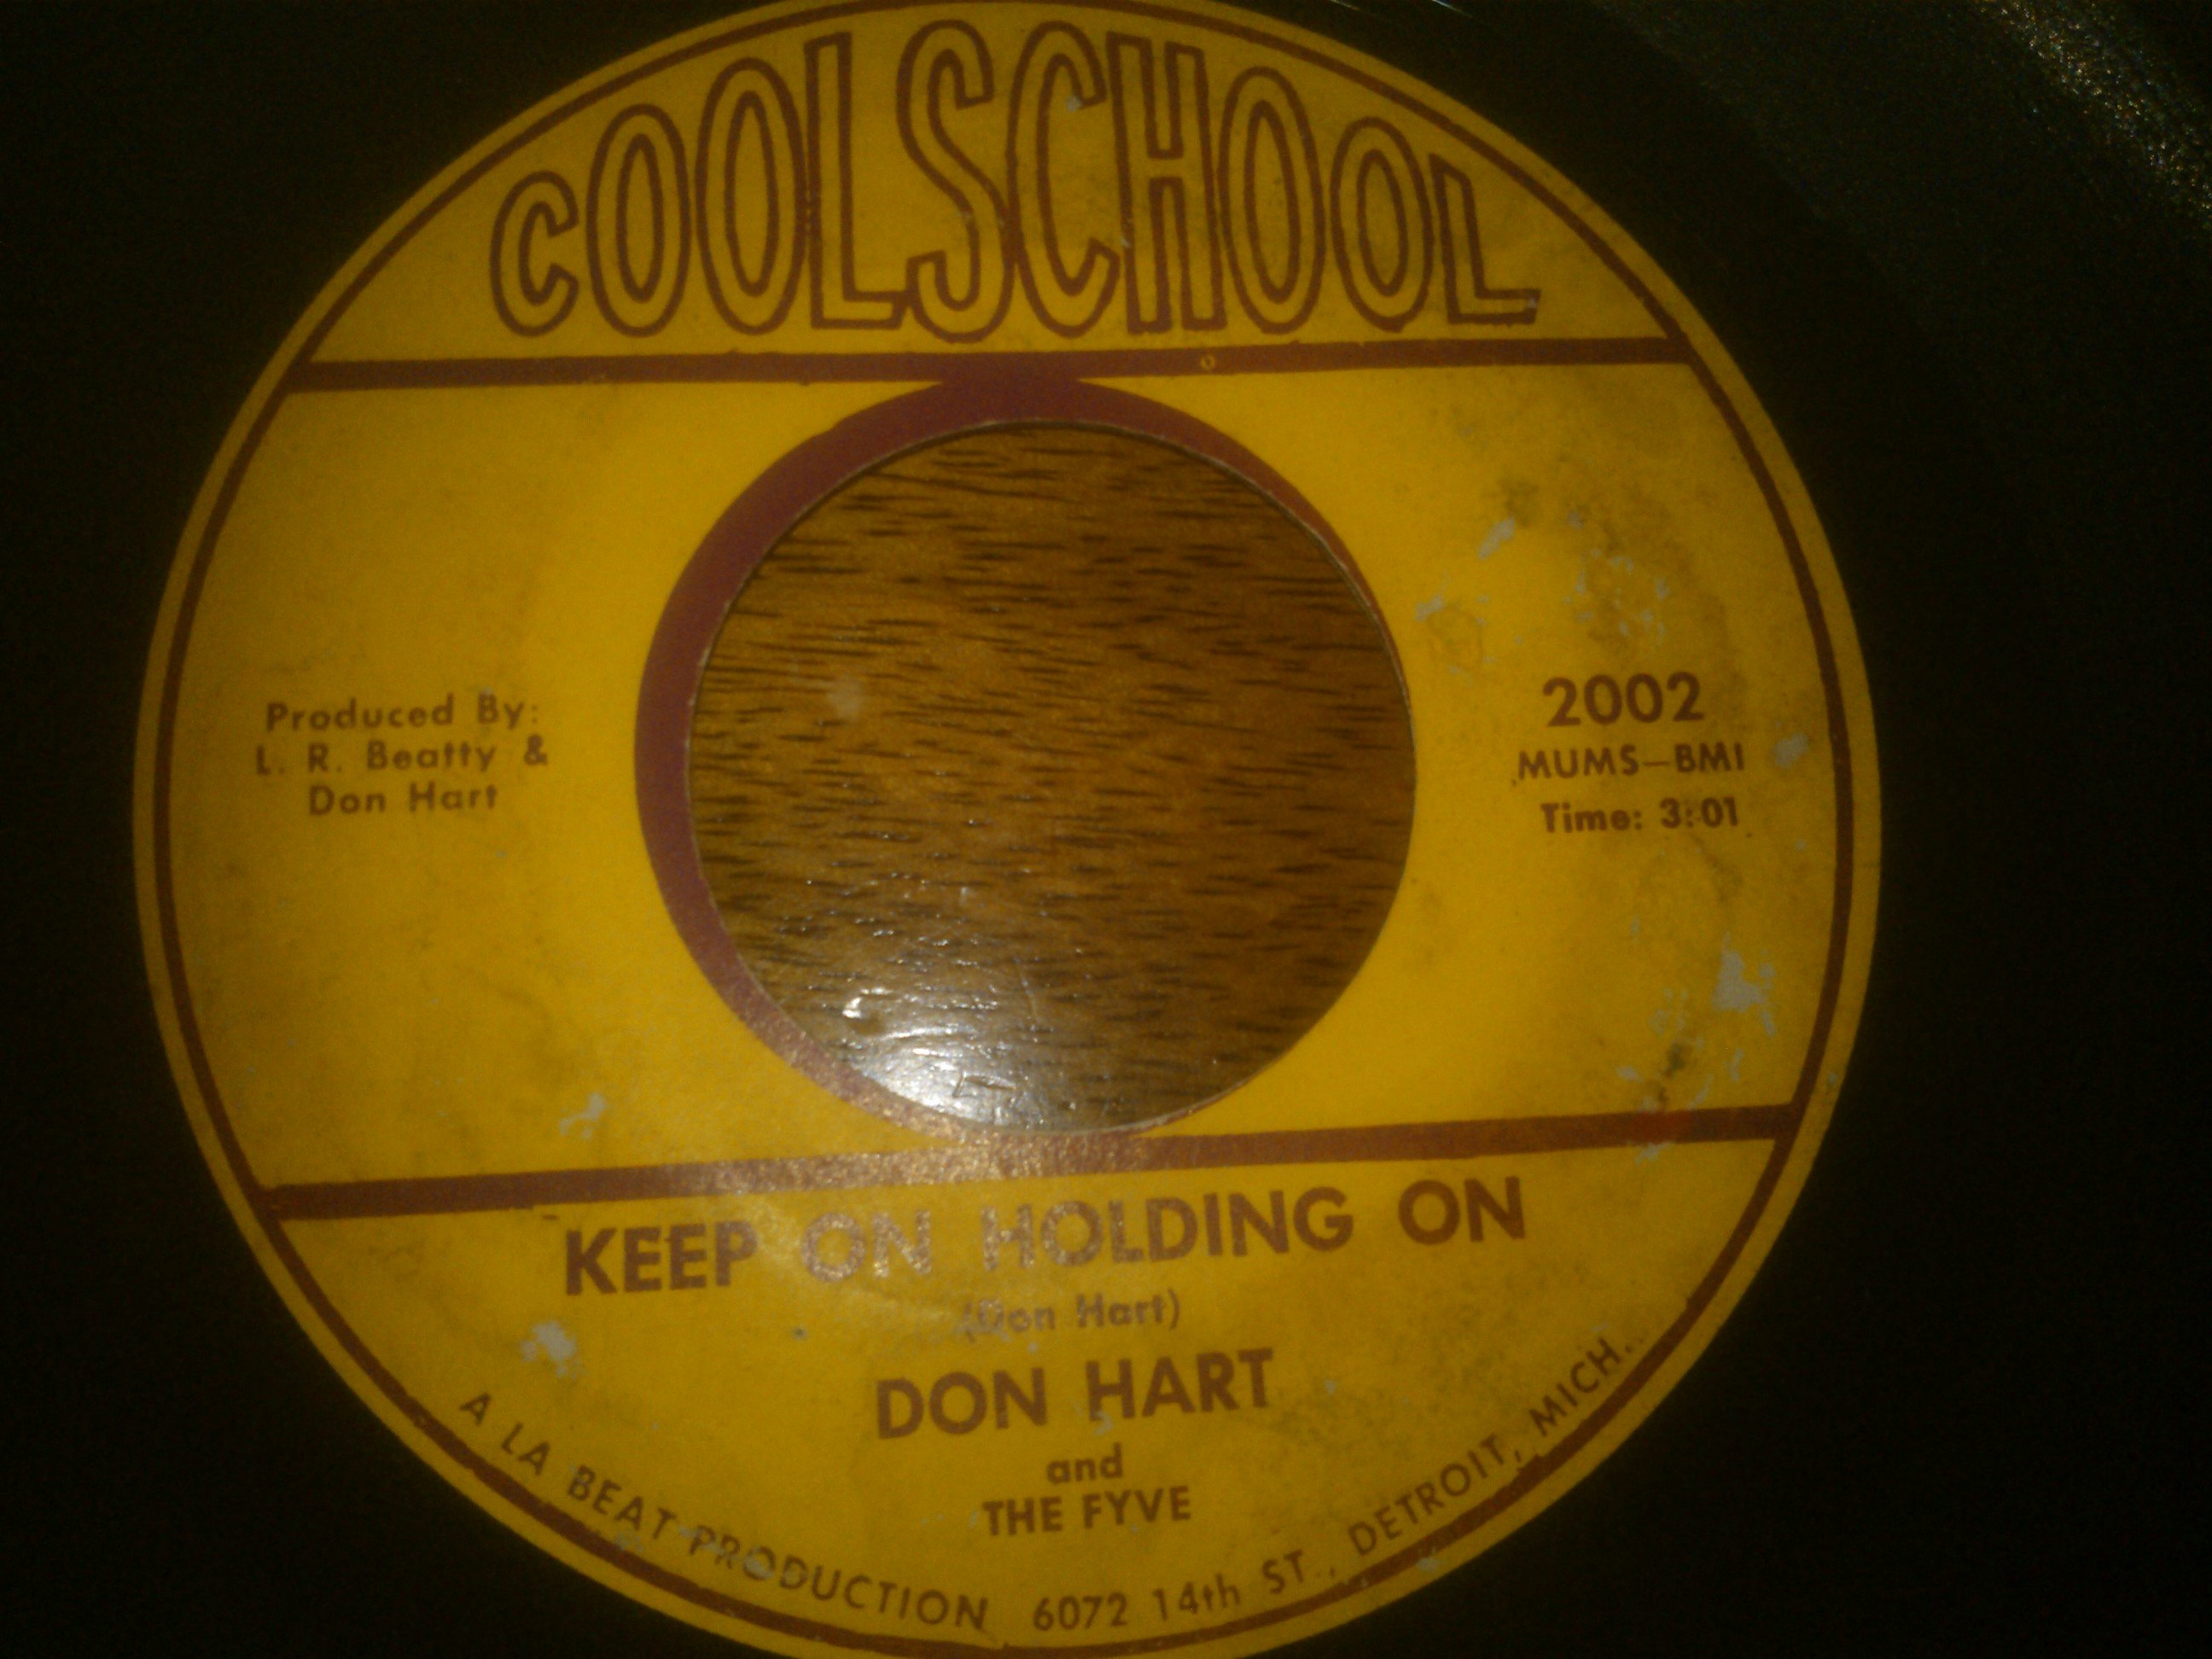 COOLSCHOOL
Produced By:
L. R. Beatty &
Don Hart
2002
MUMS—BMI
Time: 3:01
KEEP ON HOLDING ON
(Don Hart)
DON HART
and
THE FYVE
A LA BEAT PRODUCTION 6072 14th ST., DETROIT, MICH.